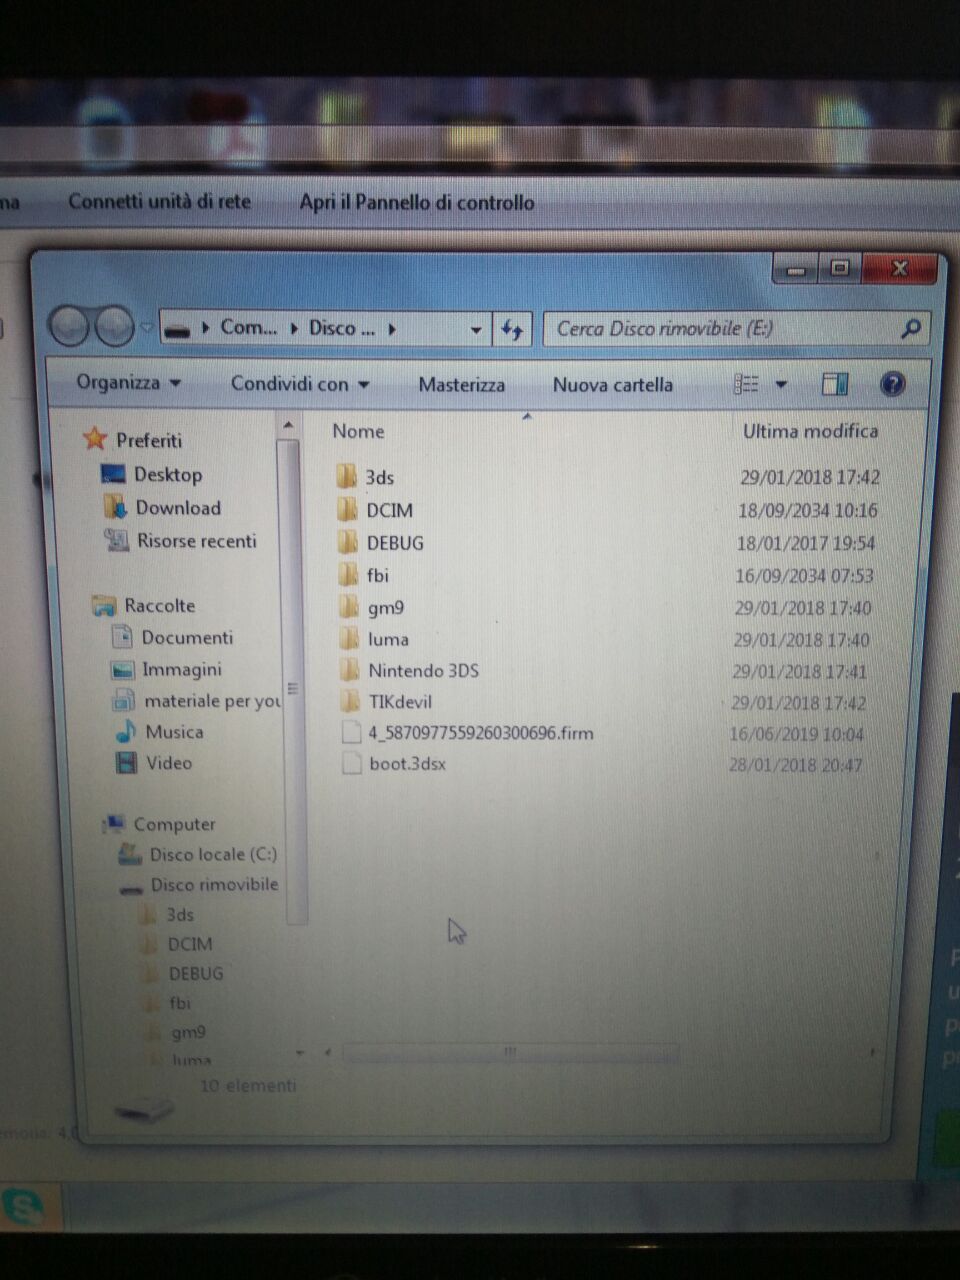 Connetti unità di rete Apri il Pannello di controllo
Com... Disco ... Cerca Disco rimovibile (E:)
Organizza Condividi con Masterizza Nuova cartella
Preferiti
Desktop
Download
Risorse recenti
Raccolte
Documenti
Immagini
materiale per you
Musica
Video
Computer
Disco locale (C:)
Disco rimovibile
3ds
DCIM
DEBUG
fbi
gm9
luma
Nome Ultima modifica
3ds 29/01/2018 17:42
DCIM 18/09/2034 10:16
DEBUG 18/01/2017 19:54
fbi 16/09/2034 07:53
gm9 29/01/2018 17:40
luma 29/01/2018 17:40
Nintendo 3DS 29/01/2018 17:41
TIKdevil 29/01/2018 17:42
4_5870977559260300696.firm 16/06/2019 10:04
boot.3dsx 28/01/2018 20:47
10 elementi